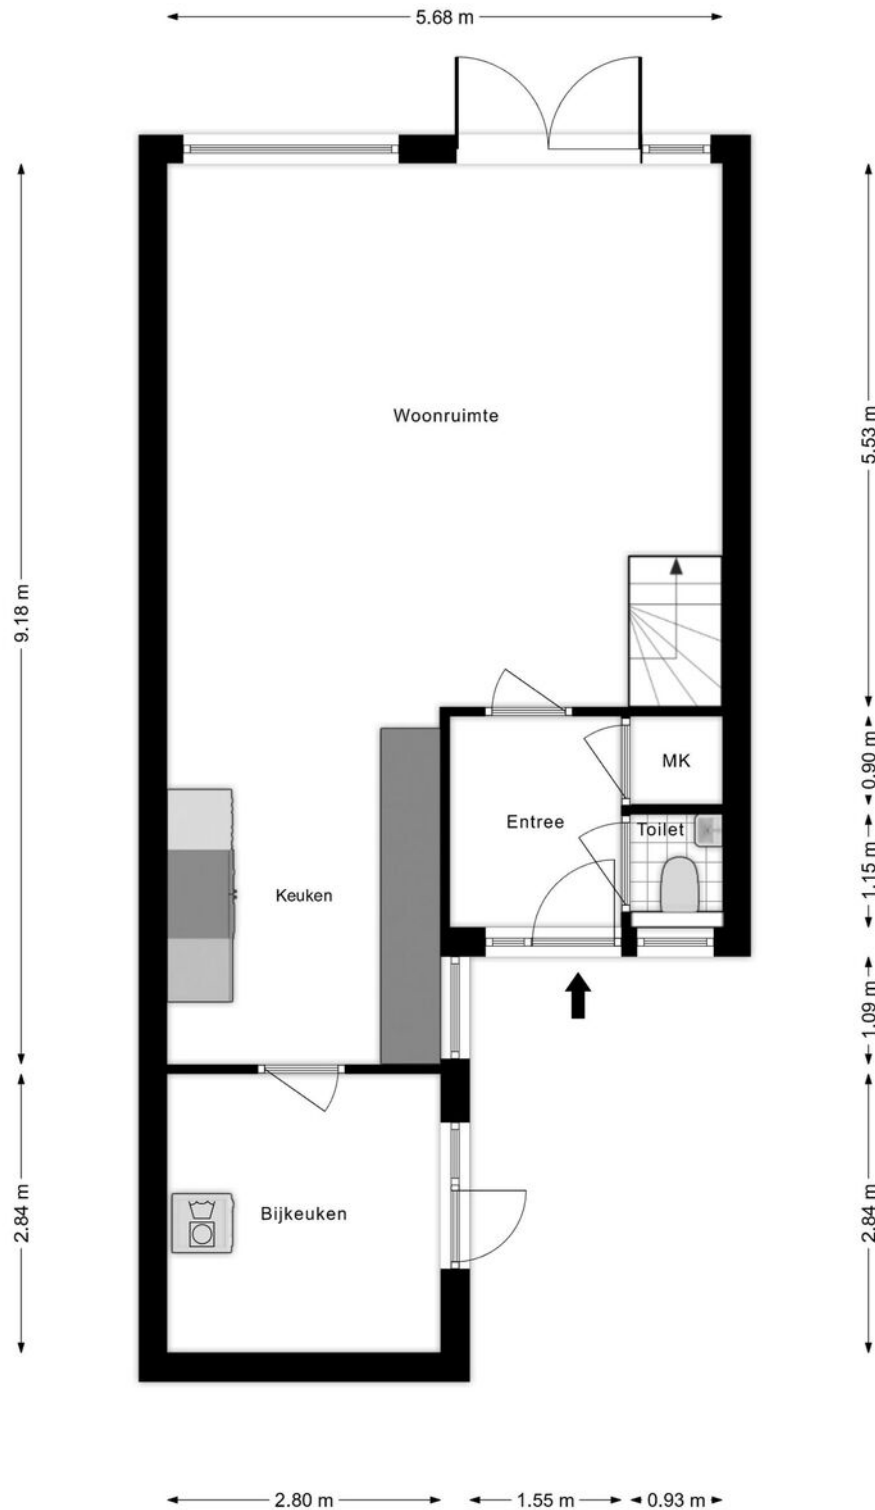 5.68 m
Woonruimte
5.53 m
9.18 m
MK
0.90 m
Entree
Toilet
1.15 m
Keuken
1.09 m
2.84 m
Bijkeuken
2.84 m
2.80 m
1.55 m
0.93 m